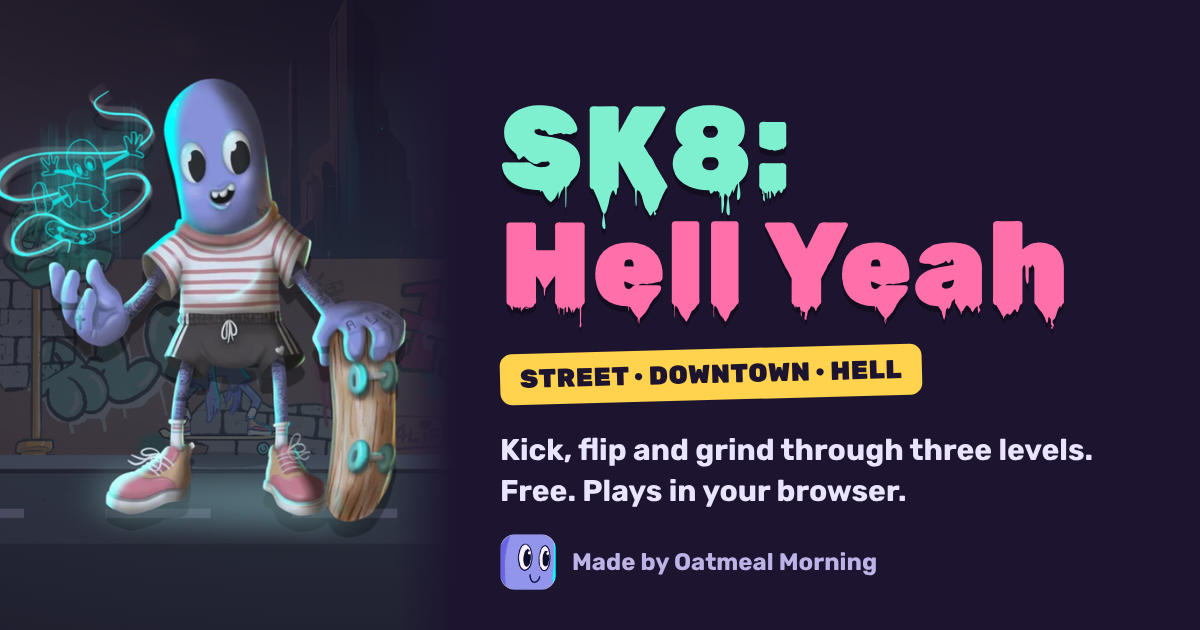 SK8:
Hell Yeah
STREET • DOWNTOWN • HELL
Kick, flip and grind through three levels.
Free. Plays in your browser.
Made by Oatmeal Morning